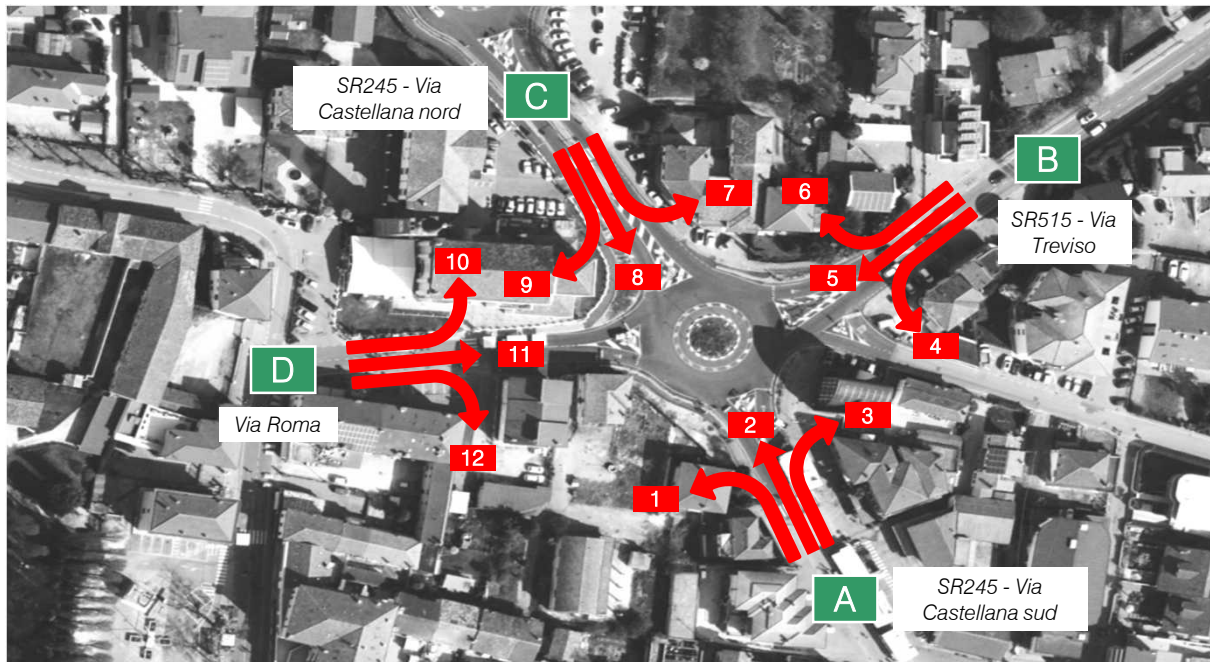 SR245 - Via
Castellana nord
C
B
SR515 - Via
Treviso
7
6
10
9
8
5
4
11
D
Via Roma
12
2
3
1
A
SR245 - Via
Castellana sud